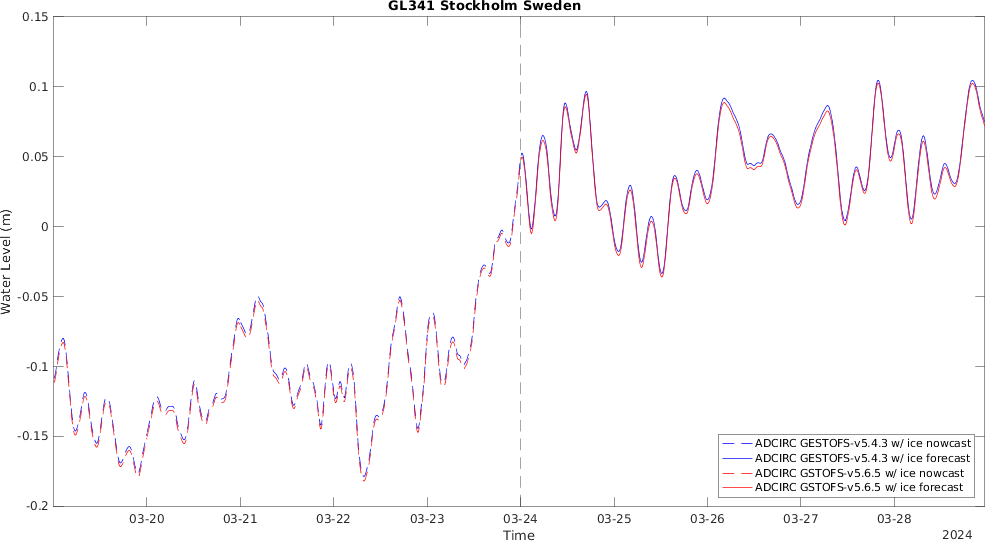 GL341 Stockholm Sweden
0.15
0.1
0.05
0
-0.05
-0.1
-0.15
-0.2
Water Level (m)
03-20 03-21 03-22 03-23 03-24 03-25 03-26 03-27 03-28
Time
2024
ADCIRC GESTOFS-v5.4.3 w/ ice nowcast
ADCIRC GESTOFS-v5.4.3 w/ ice forecast
ADCIRC GSTOFS-v5.6.5 w/ ice nowcast
ADCIRC GSTOFS-v5.6.5 w/ ice forecast